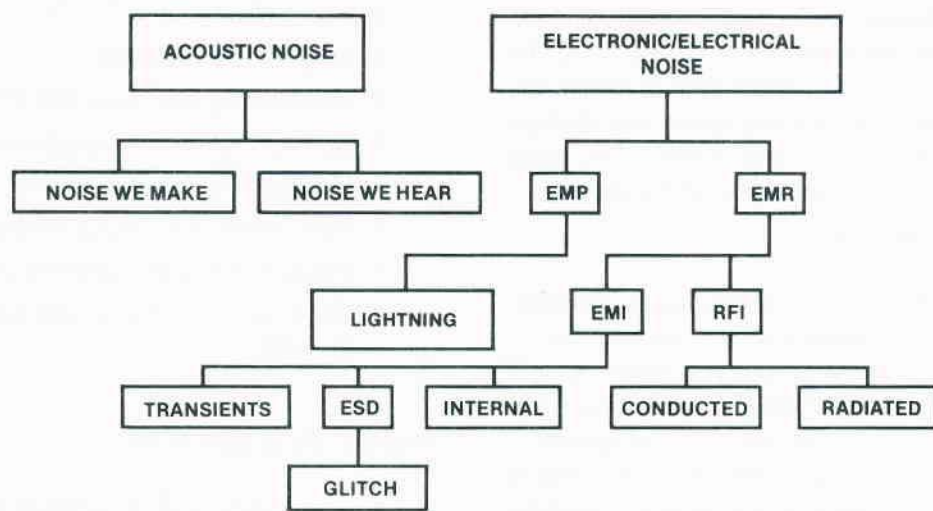 ACOUSTIC NOISE
ELECTRONIC/ELECTRICAL
NOISE
NOISE WE MAKE
NOISE WE HEAR
EMP
EMR
LIGHTNING
EMI
RFI
TRANSIENTS
ESD
INTERNAL
CONDUCTED
RADIATED
GLITCH